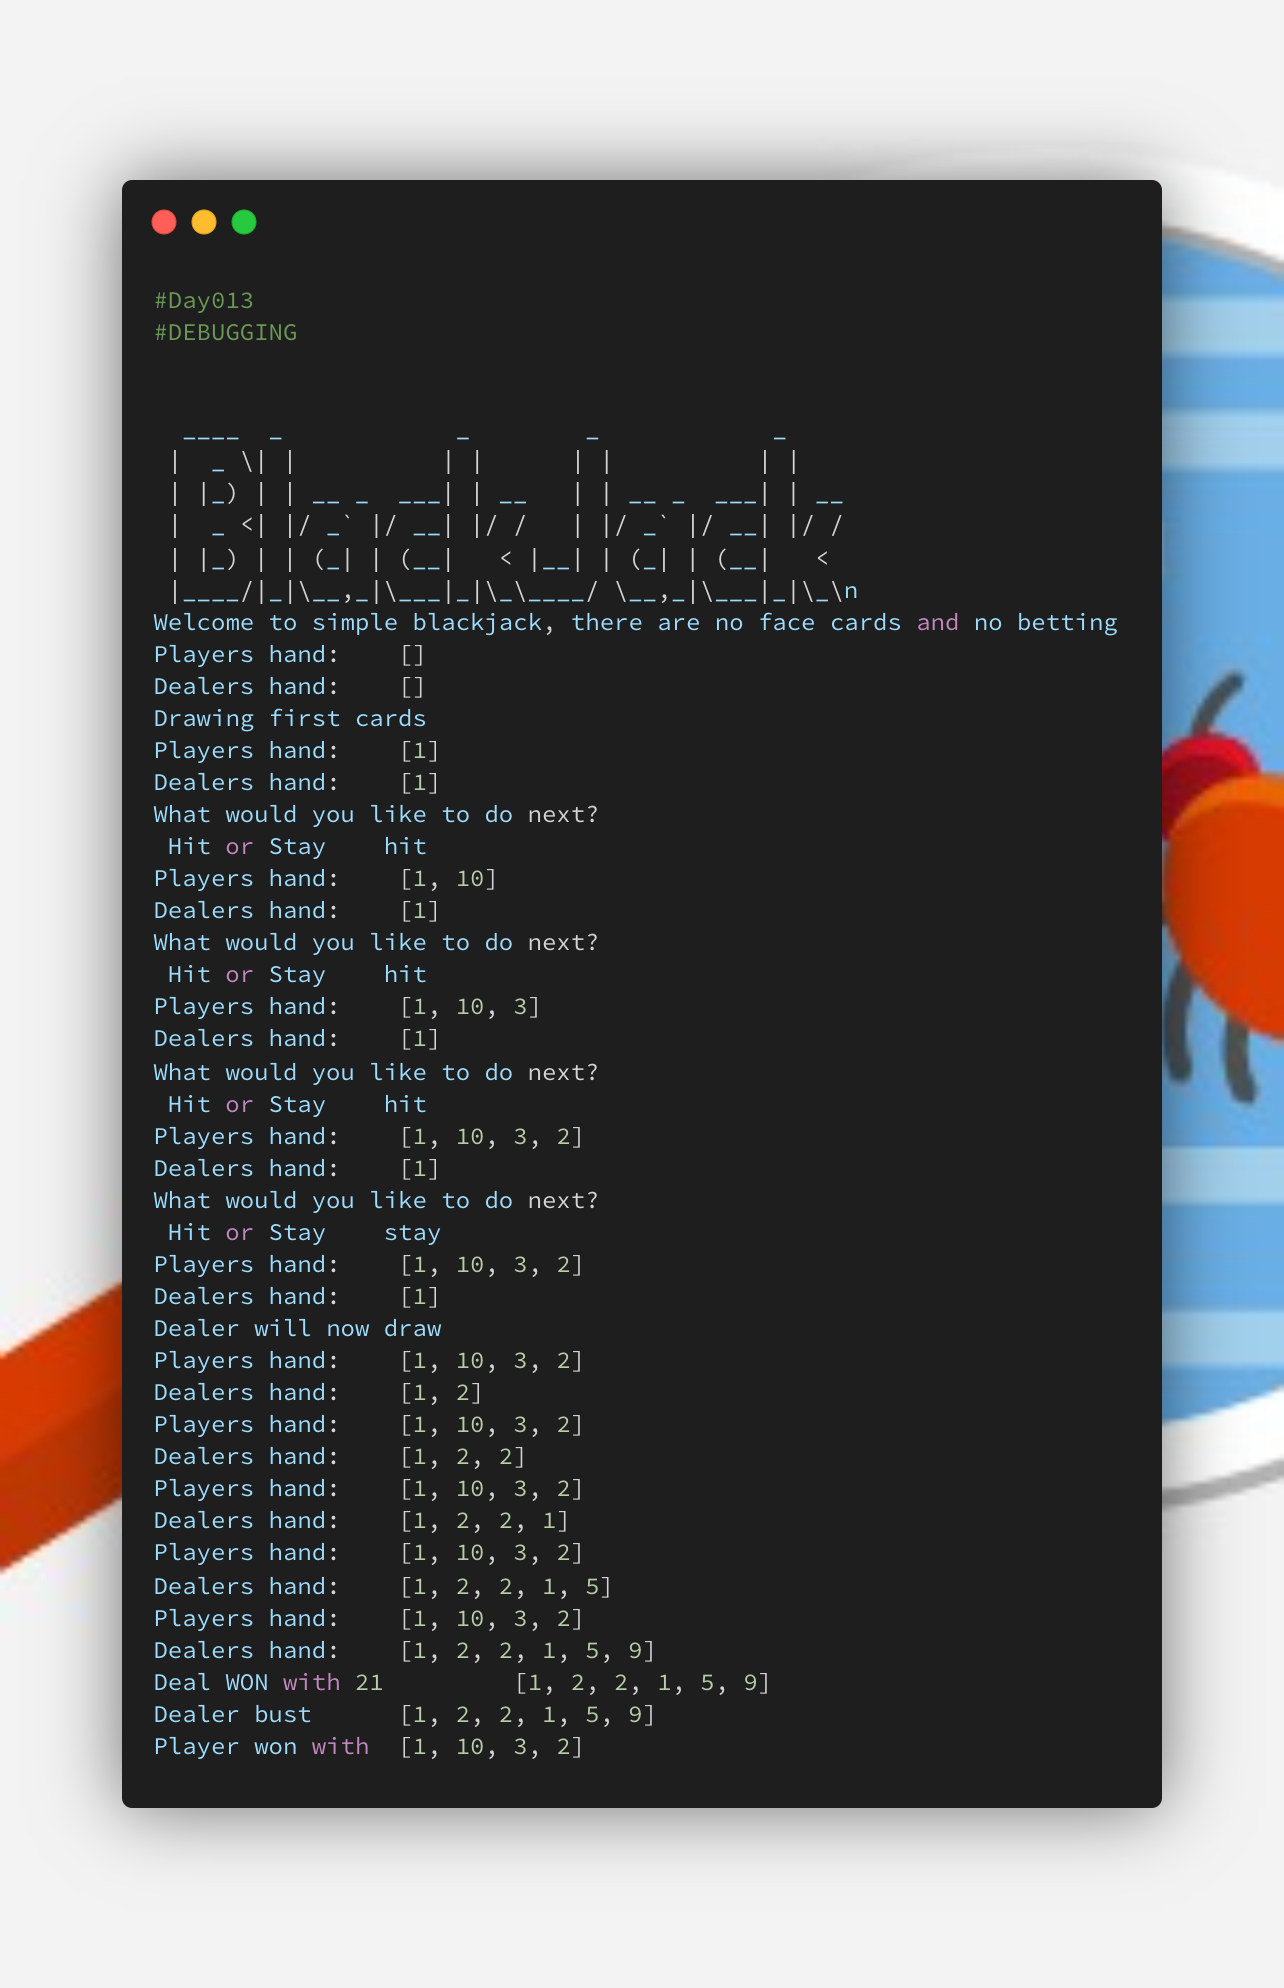 #Day013
#DEBUGGING
  ____  _            _        _            _
 |  _ \| |          | |      | |          | |
 | |_) | | __ _  ___| | __   | | __ _  ___| | __
 |  _ <| |/ _` |/ __| |/ /   | |/ _` |/ __| |/ /
 | |_) | | (_| | (__|   < |__| | (_| | (__|   <
 |____/|_|\__,_|\___|_|\_\____/ \__,_|\___|_|\_\n
Welcome to simple blackjack, there are no face cards and no betting
Players hand:    []
Dealers hand:    []
Drawing first cards
Players hand:    [1]
Dealers hand:    [1]
What would you like to do next?
 Hit or Stay    hit
Players hand:    [1, 10]
Dealers hand:    [1]
What would you like to do next?
 Hit or Stay    hit
Players hand:    [1, 10, 3]
Dealers hand:    [1]
What would you like to do next?
 Hit or Stay    hit
Players hand:    [1, 10, 3, 2]
Dealers hand:    [1]
What would you like to do next?
 Hit or Stay    stay
Players hand:    [1, 10, 3, 2]
Dealers hand:    [1]
Dealer will now draw
Players hand:    [1, 10, 3, 2]
Dealers hand:    [1, 2]
Players hand:    [1, 10, 3, 2]
Dealers hand:    [1, 2, 2]
Players hand:    [1, 10, 3, 2]
Dealers hand:    [1, 2, 2, 1]
Players hand:    [1, 10, 3, 2]
Dealers hand:    [1, 2, 2, 1, 5]
Players hand:    [1, 10, 3, 2]
Dealers hand:    [1, 2, 2, 1, 5, 9]
Deal WON with 21         [1, 2, 2, 1, 5, 9]
Dealer bust      [1, 2, 2, 1, 5, 9]
Player won with  [1, 10, 3, 2]